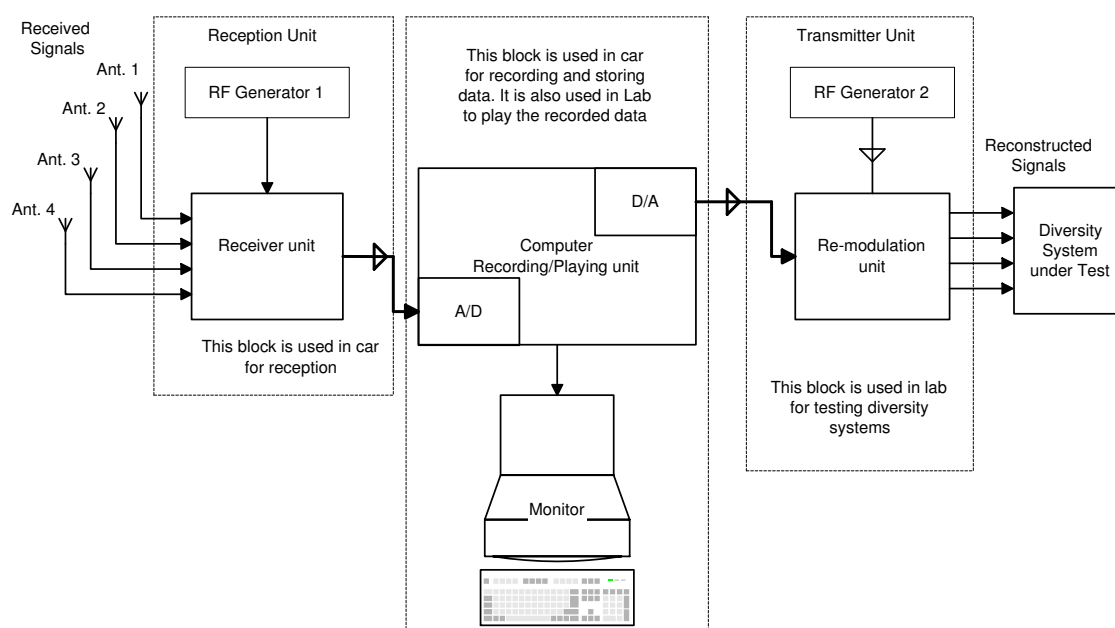 Received
Signals
Ant. 1
Ant. 2
Ant. 3
Ant. 4
Reception Unit
RF Generator 1
Receiver unit
This block is used in car
for reception
This block is used in car
for recording and storing
data. It is also used in Lab
to play the recorded data
D/A
Computer
Recording/Playing unit
A/D
Monitor
Transmitter Unit
RF Generator 2
Re-modulation
unit
This block is used in lab
for testing diversity
systems
Reconstructed
Signals
Diversity
System
under Test